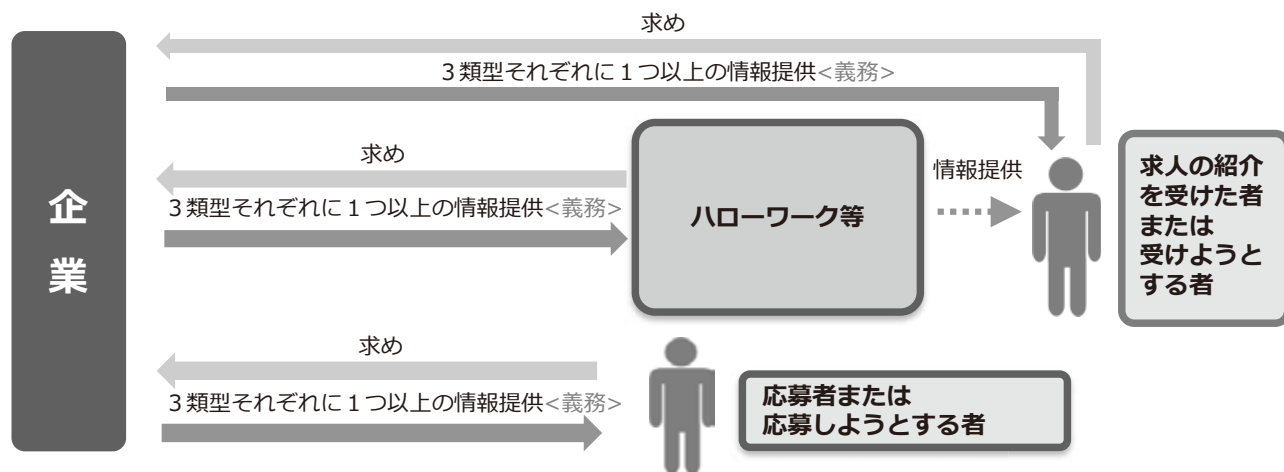 求め
３類型それぞれに１つ以上の情報提供<義務>
企
業
求め
３類型それぞれに１つ以上の情報提供<義務>
ハローワーク等
情報提供
求人の紹介
を受けた者
または
受けようと
する者
求め
３類型それぞれに１つ以上の情報提供<義務>
応募者または
応募しようとする者